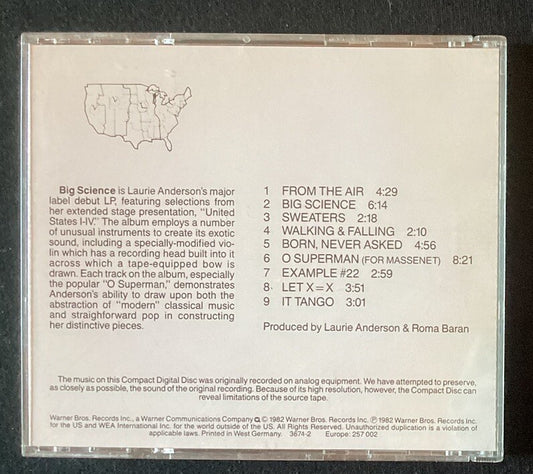 Big Science is Laurie Anderson's major
label debut LP, featuring selections from
her extended stage presentation, "United
States I-IV." The album employs a number
of unusual instruments to create its exotic
sound, including a specially-modified vio-
lin which has a recording head built into it
across which a tape-equipped bow is
drawn. Each track on the album, especially
the popular "O Superman," demonstrates
Anderson's ability to draw upon both the
abstraction of "modern" classical music
and straightforward pop in constructing
her distinctive pieces.
1 FROM THE AIR 4:29
2 BIG SCIENCE 6:14
3 SWEATERS 2:18
4 WALKING & FALLING 2:10
5 BORN, NEVER ASKED 4:56
6 O SUPERMAN (FOR MASSENET) 8:21
7 EXAMPLE #22 2:59
8 LET X=X 3:51
9 IT TANGO 3:01
Produced by Laurie Anderson & Roma Baran
The music on this Compact Digital Disc was originally recorded on analog equipment. We have attempted to preserve,
as closely as possible, the sound of the original recording. Because of its high resolution, however, the Compact Disc can
reveal limitations of the source tape.
Warner Bros. Records Inc., a Warner Communications Company © 1982 Warner Bros. Records Inc. ℗ 1982 Warner Bros. Records Inc.
for the US and WEA International Inc. for the world outside of the US. All Rights Reserved. Unauthorized duplication is a violation of
applicable laws. Printed in West Germany. 3674-2 Europe: 257 002